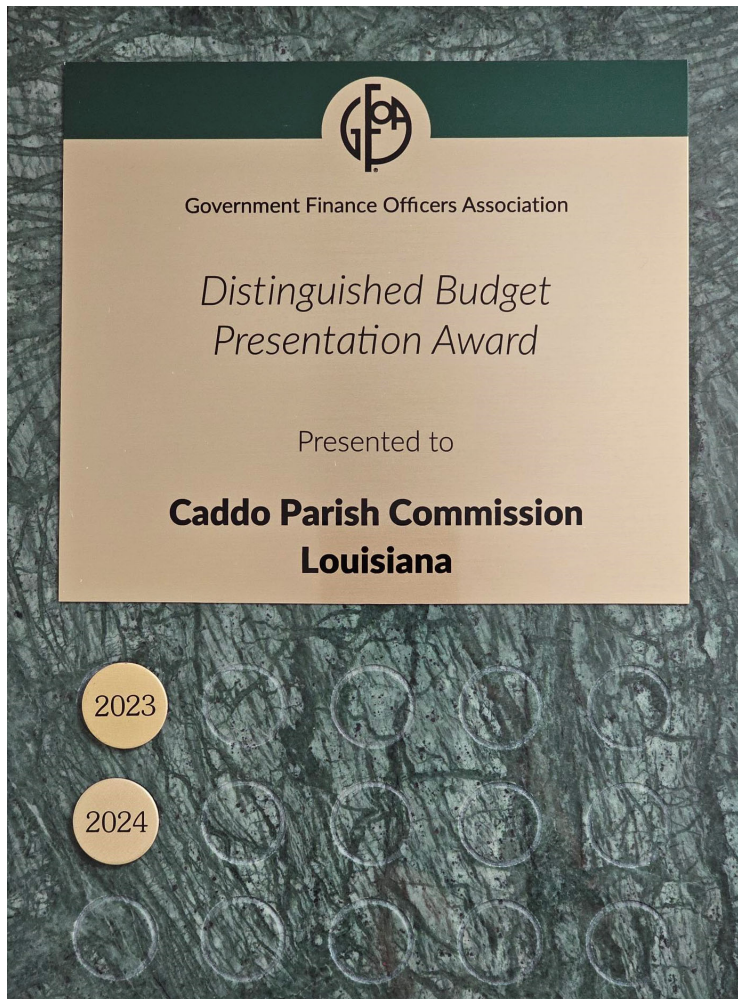 GFOA
Government Finance Officers Association
Distinguished Budget
Presentation Award
Presented to
Caddo Parish Commission
Louisiana
2023
2024